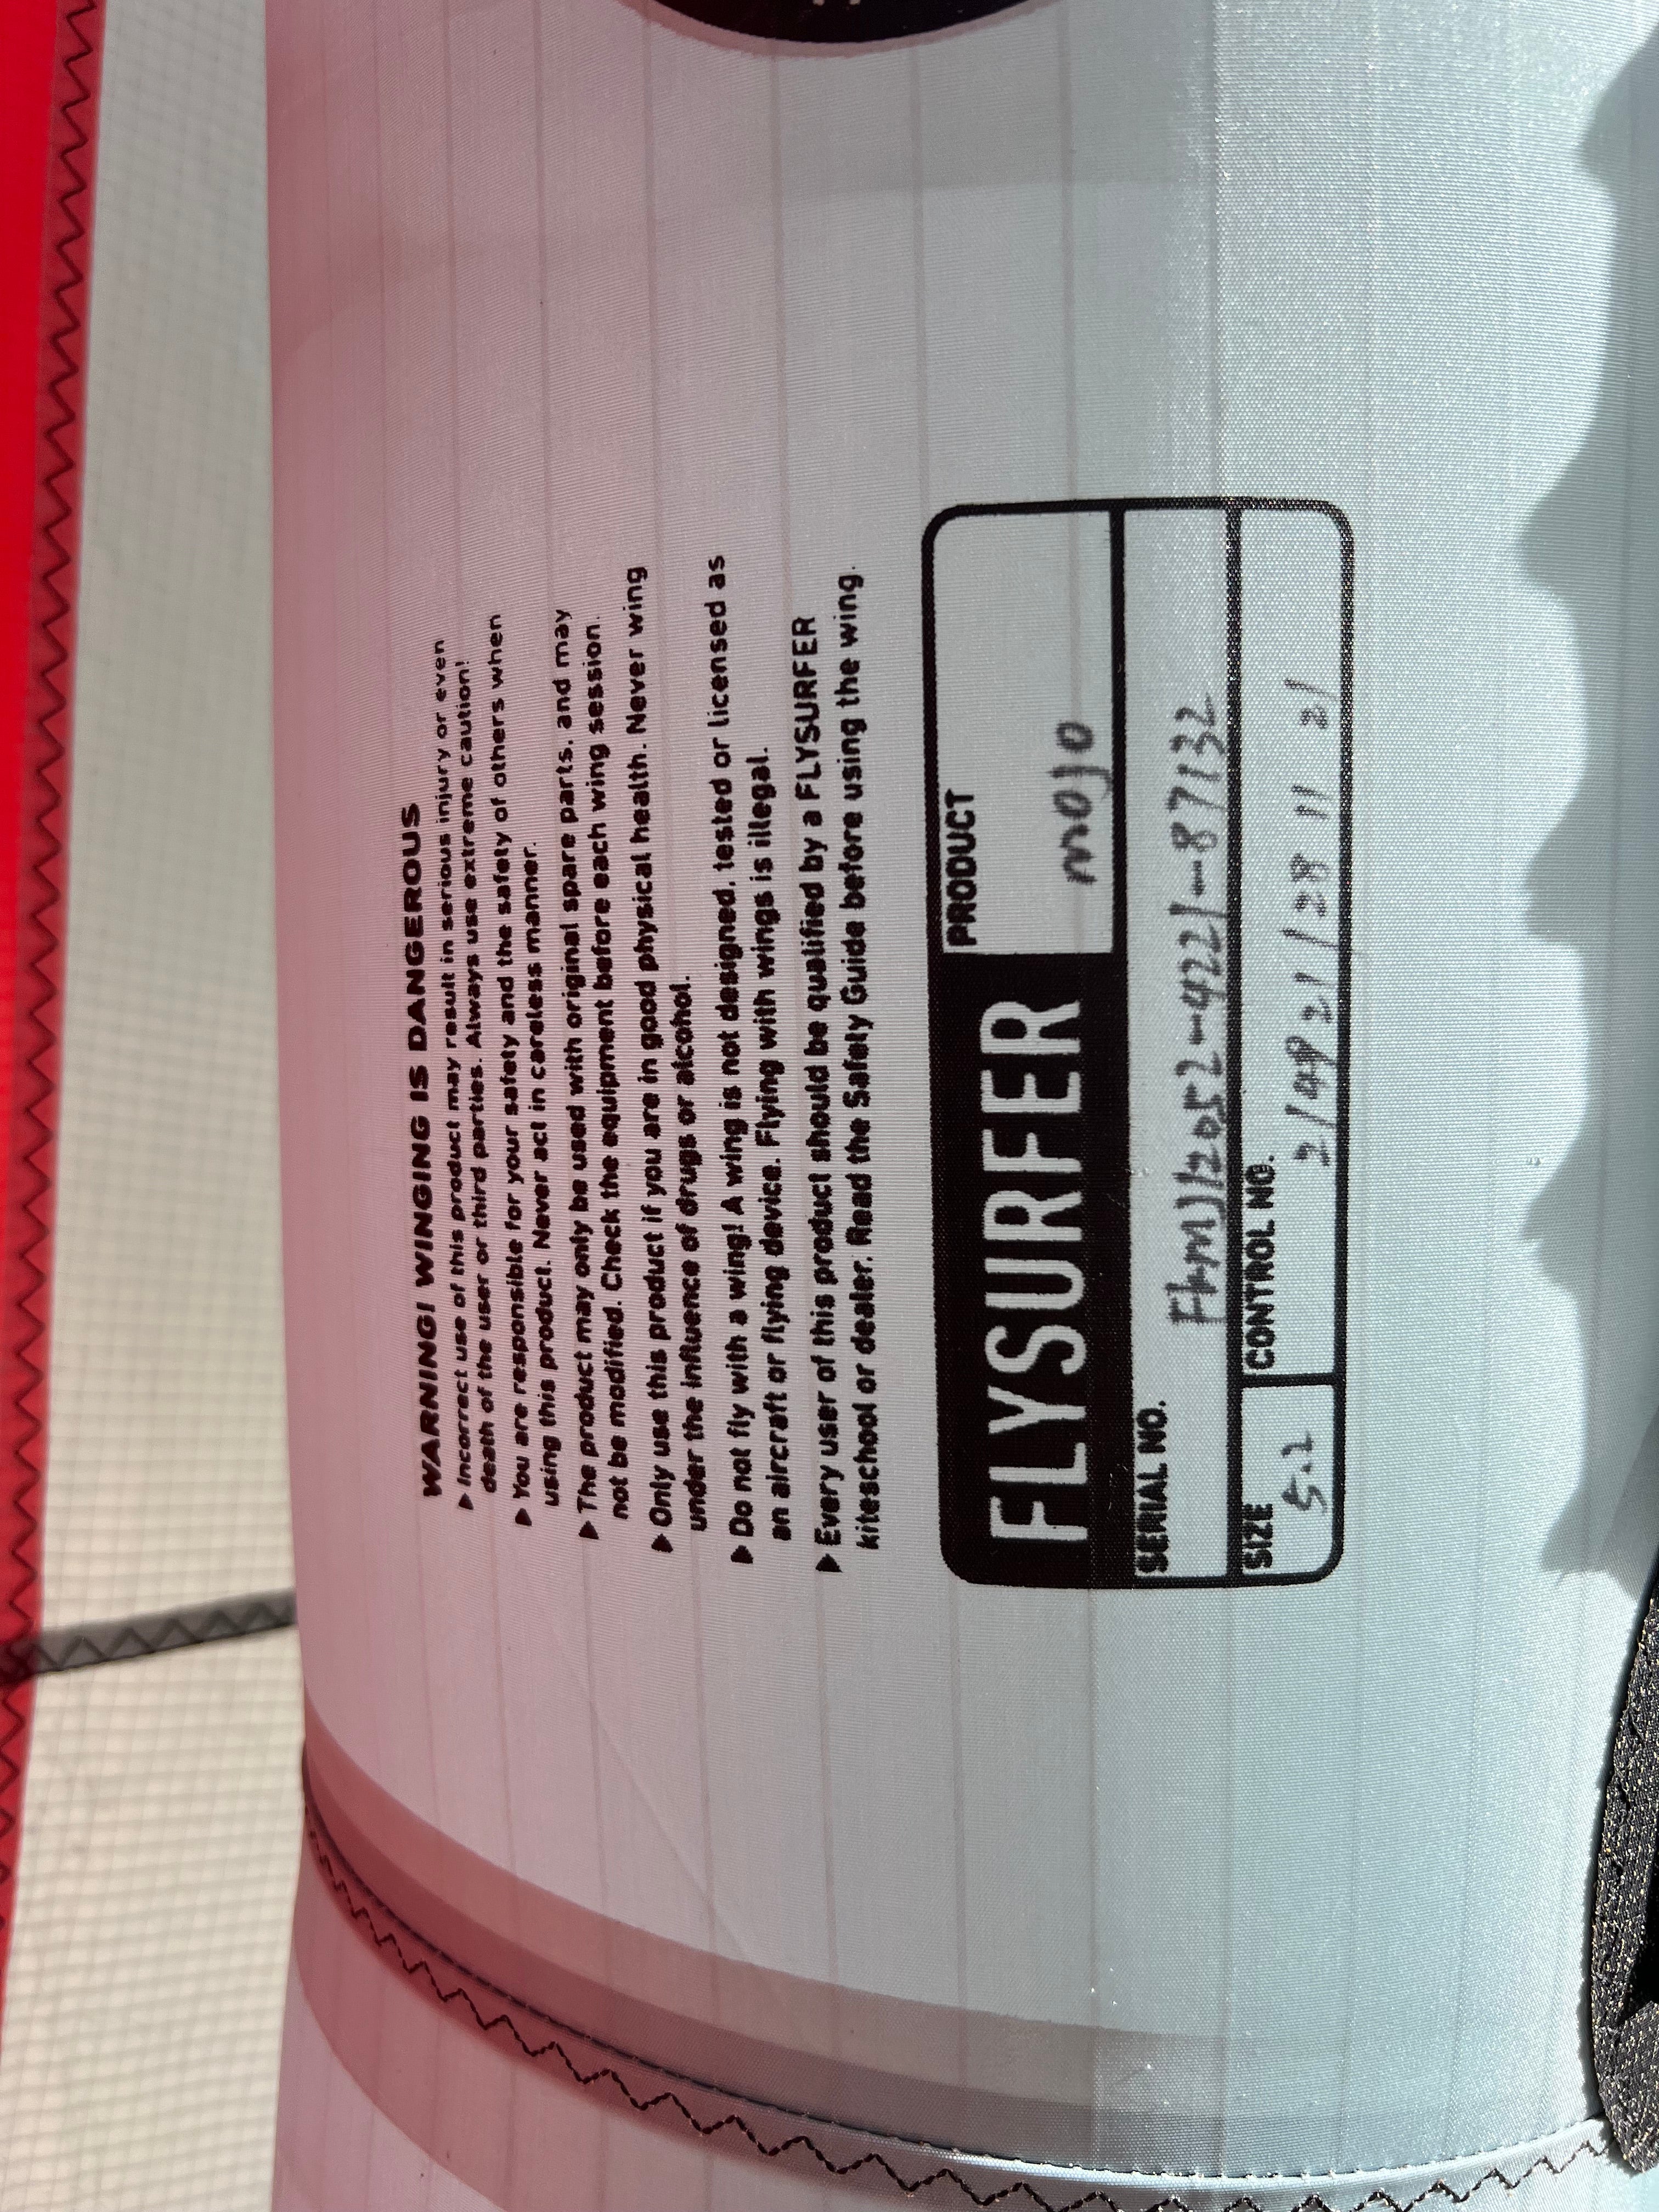 WARNING! WINGING IS DANGEROUS
▶ Incorrect use of this product may result in serious injury or even
death of the user or third parties. Always use extreme caution!
▶ You are responsible for your safety and the safety of others when
using this product. Never act in careless manner.
▶ The product may only be used with original spare parts, and may
not be modified. Check the equipment before each wing session.
▶ Only use this product if you are in good physical health. Never wing
under the influence of drugs or alcohol.
▶ Do not fly with a wing! A wing is not designed, tested or licensed as
an aircraft or flying device. Flying with wings is illegal.
▶ Every user of this product should be qualified by a FLYSURFER
kiteschool or dealer. Read the Safety Guide before using the wing.
FLYSURFER
PRODUCT
mojo
SERIAL NO.
SIZE
5.2
CONTROL NO.